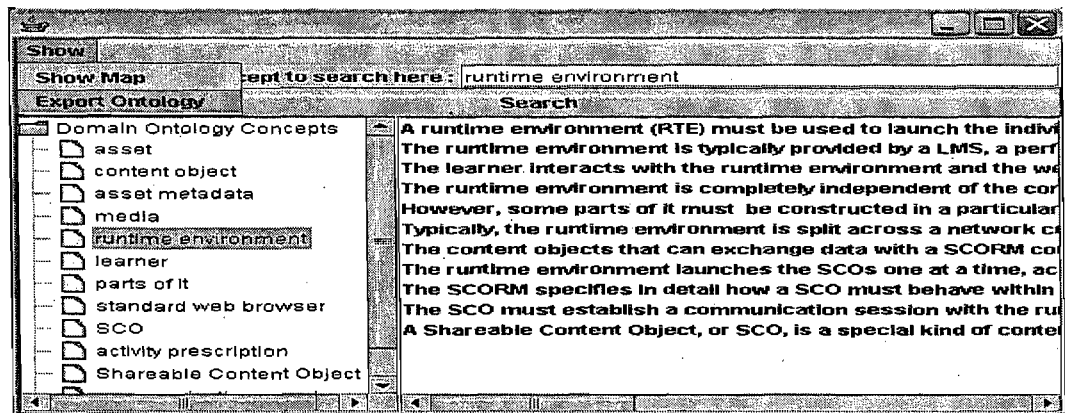 Show
Show Map
cept to search here : runtime environment
Export Ontology
Search
Domain Ontology Concepts
asset
content object
asset metadata
media
runtime environment
learner
parts of it
standard web browser
SCO
activity prescription
Shareable Content Object
A runtime environment (RTE) must be used to launch the indivi
The runtime environment is typically provided by a LMS, a perf
The learner interacts with the runtime environment and the we
The runtime environment is completely independent of the con
However, some parts of it must be constructed in a particular
Typically, the runtime environment is split across a network c
The content objects that can exchange data with a SCORM co
The runtime environment launches the SCOs one at a time, ac
The SCORM specifies in detail how a SCO must behave within
The SCO must establish a communication session with the ru
A Shareable Content Object, or SCO, is a special kind of conte